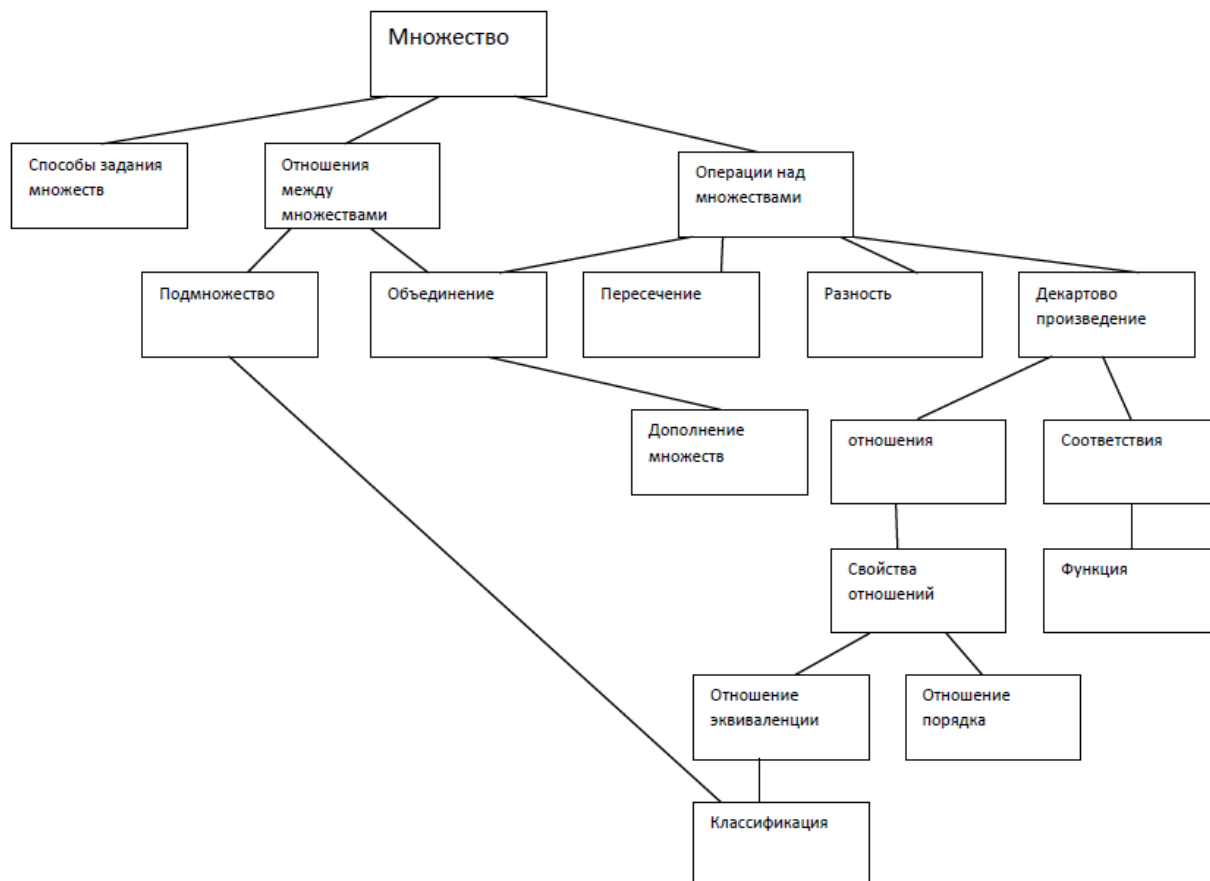 Множество
Способы задания
множеств
Отношения
между
множествами
Операции над
множествами
Подмножество
Объединение
Пересечение
Разность
Декартово
произведение
Дополнение
множеств
отношения
Соответствия
Свойства
отношений
Функция
Отношение
эквиваленции
Отношение
порядка
Классификация